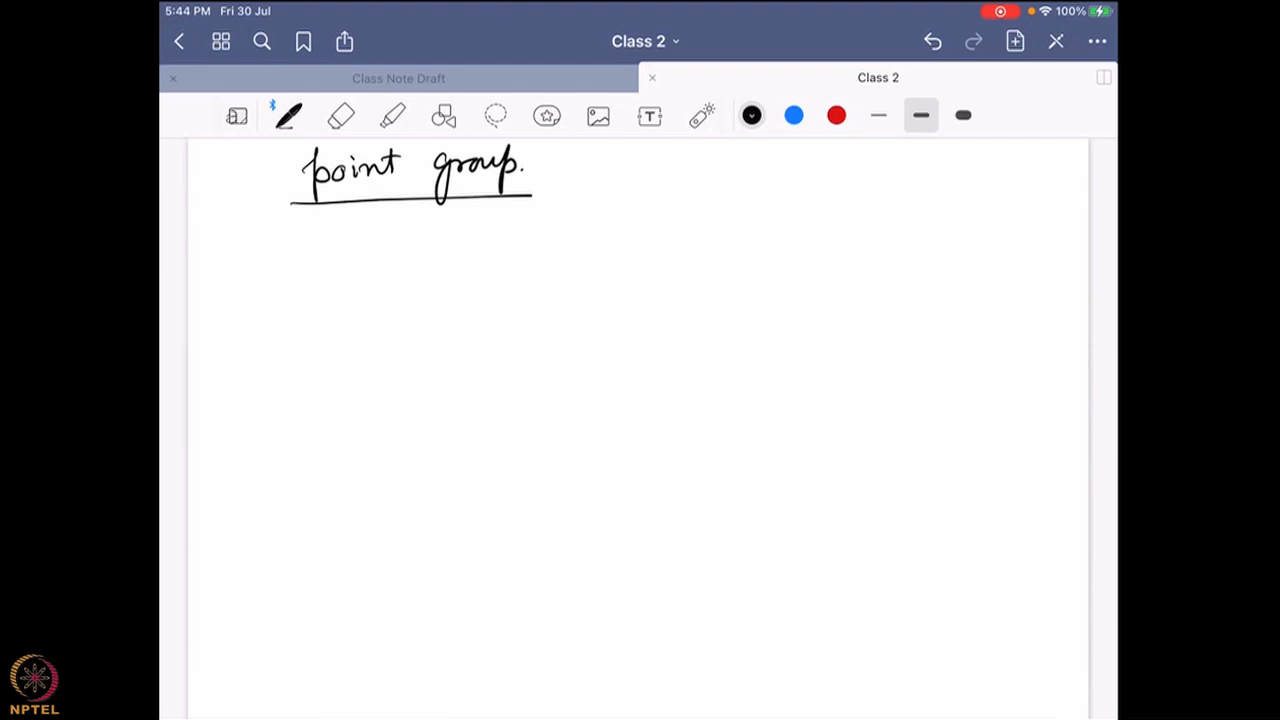 5:44 PM Fri 30 Jul 100%
Class 2
Class Note Draft Class 2
T
point group.
NPTEL